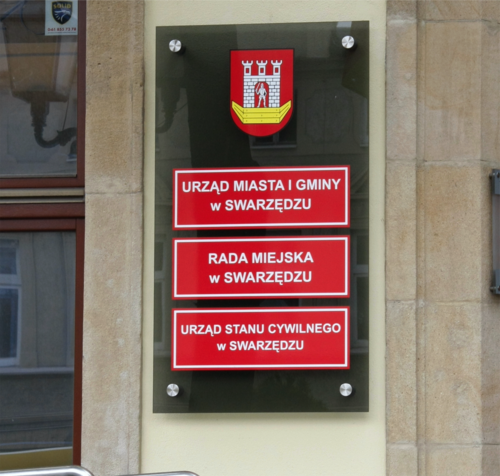 URZĄD MIASTA I GMINY
w SWARZĘDZU
RADA MIEJSKA
w SWARZĘDZU
URZĄD STANU CYWILNEGO
w SWARZĘDZU